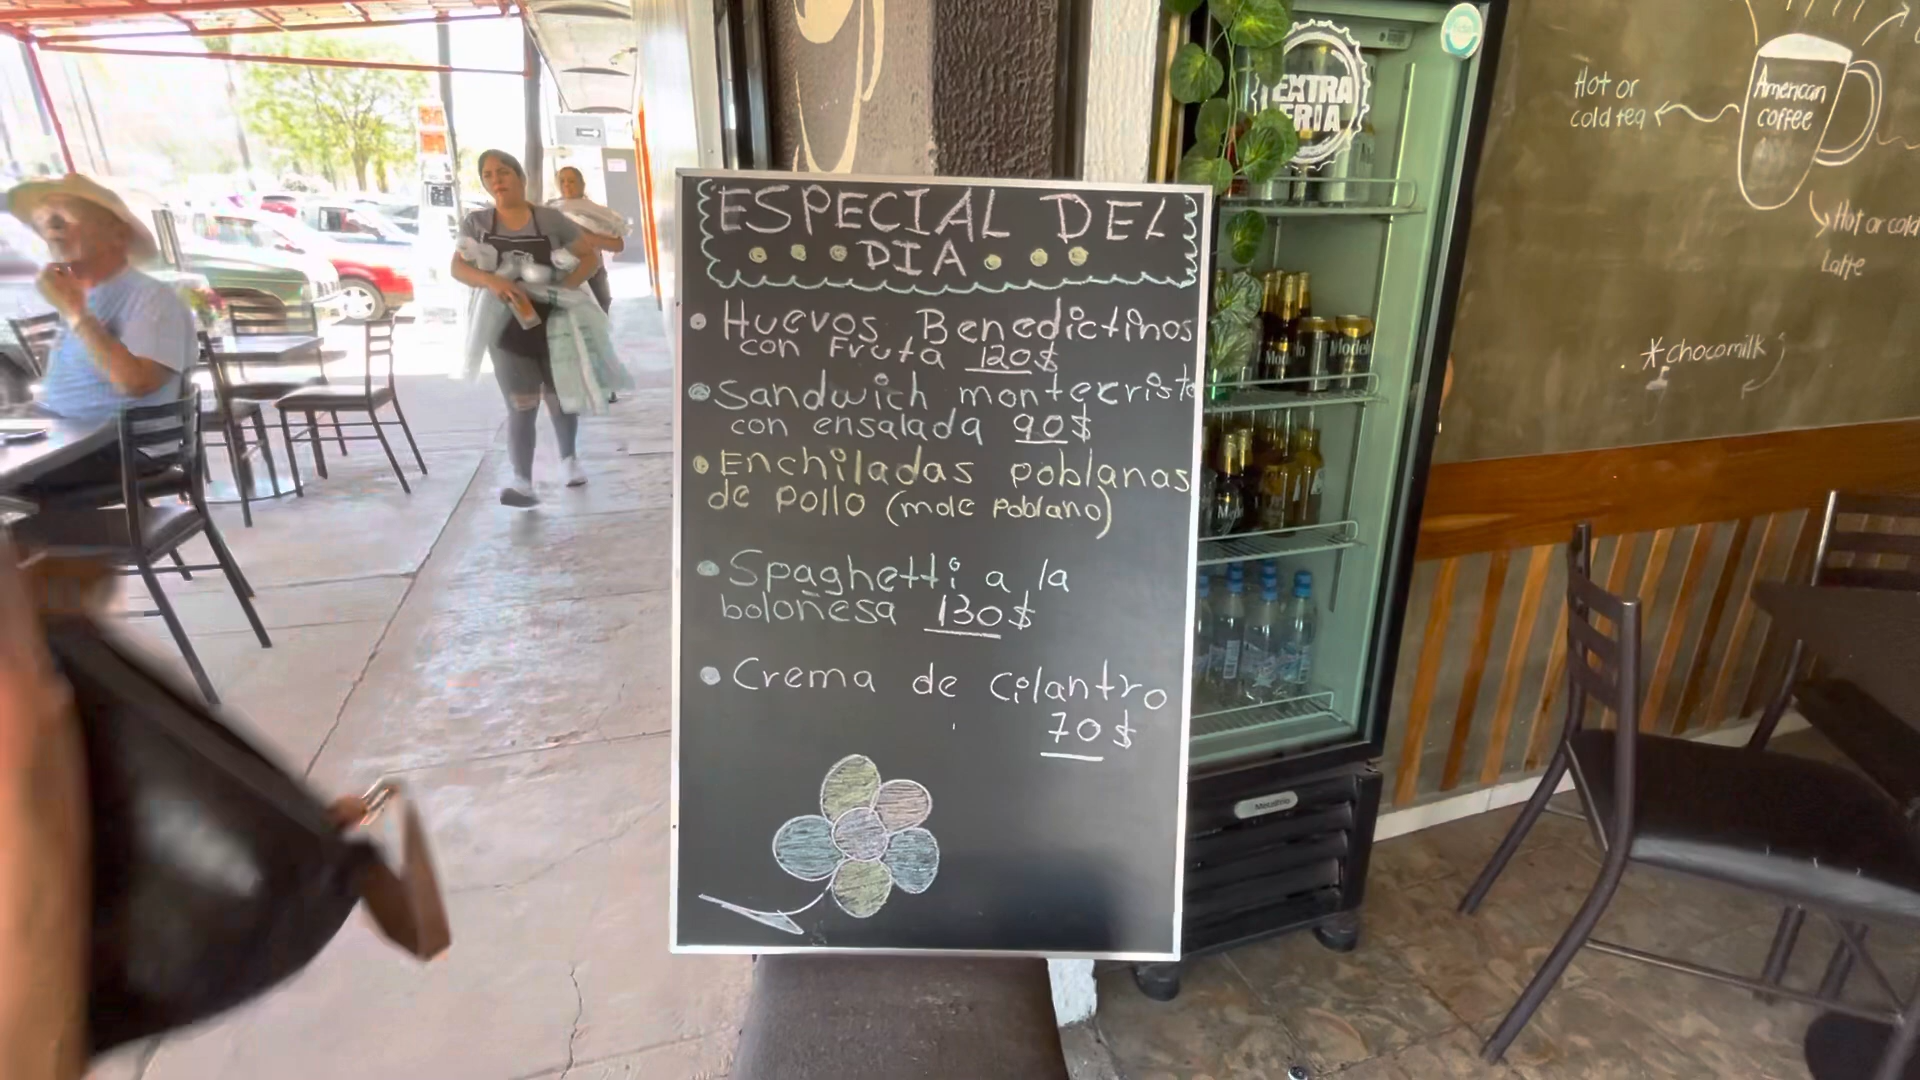 ESPECIAL DEL
DIA
• Huevos Benedictinos
con Fruta 120$
• Sandwich montecristo
con ensalada 90$
• Enchiladas poblanas
de pollo (mole poblano)
• Spaghetti a la
boloñesa 130$
• Crema de cilantro
70$
EXTRA
FRIA
Modelo
Metalfrio
American
coffee
Hot or
cold tea
Hot or cold
Latte
*chocomilk